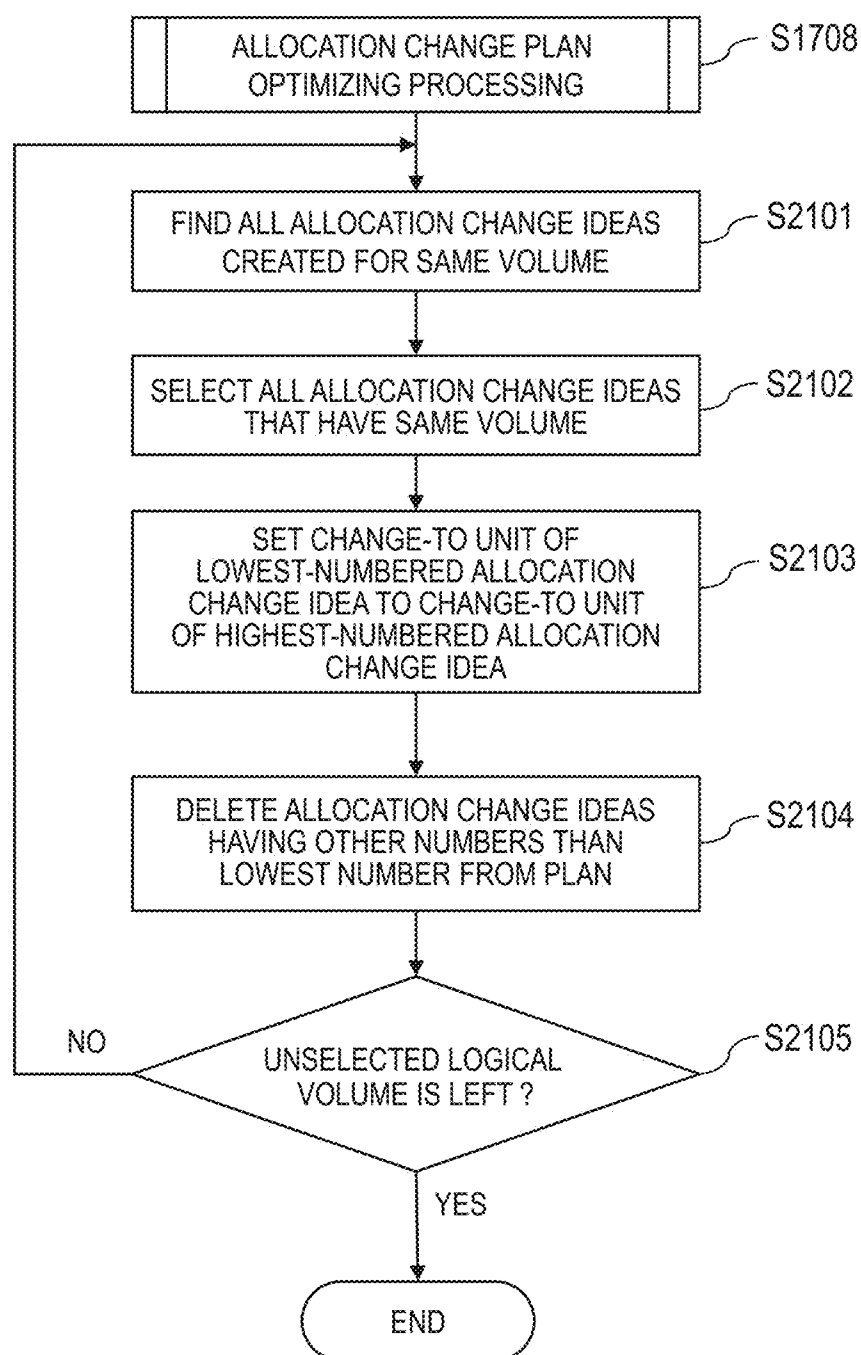 ALLOCATION CHANGE PLAN
OPTIMIZING PROCESSING
S1708
FIND ALL ALLOCATION CHANGE IDEAS
CREATED FOR SAME VOLUME
S2101
SELECT ALL ALLOCATION CHANGE IDEAS
THAT HAVE SAME VOLUME
S2102
SET CHANGE-TO UNIT OF
LOWEST-NUMBERED ALLOCATION
CHANGE IDEA TO CHANGE-TO UNIT
OF HIGHEST-NUMBERED ALLOCATION
CHANGE IDEA
S2103
DELETE ALLOCATION CHANGE IDEAS
HAVING OTHER NUMBERS THAN
LOWEST NUMBER FROM PLAN
S2104
NO
UNSELECTED LOGICAL
VOLUME IS LEFT ?
S2105
YES
END